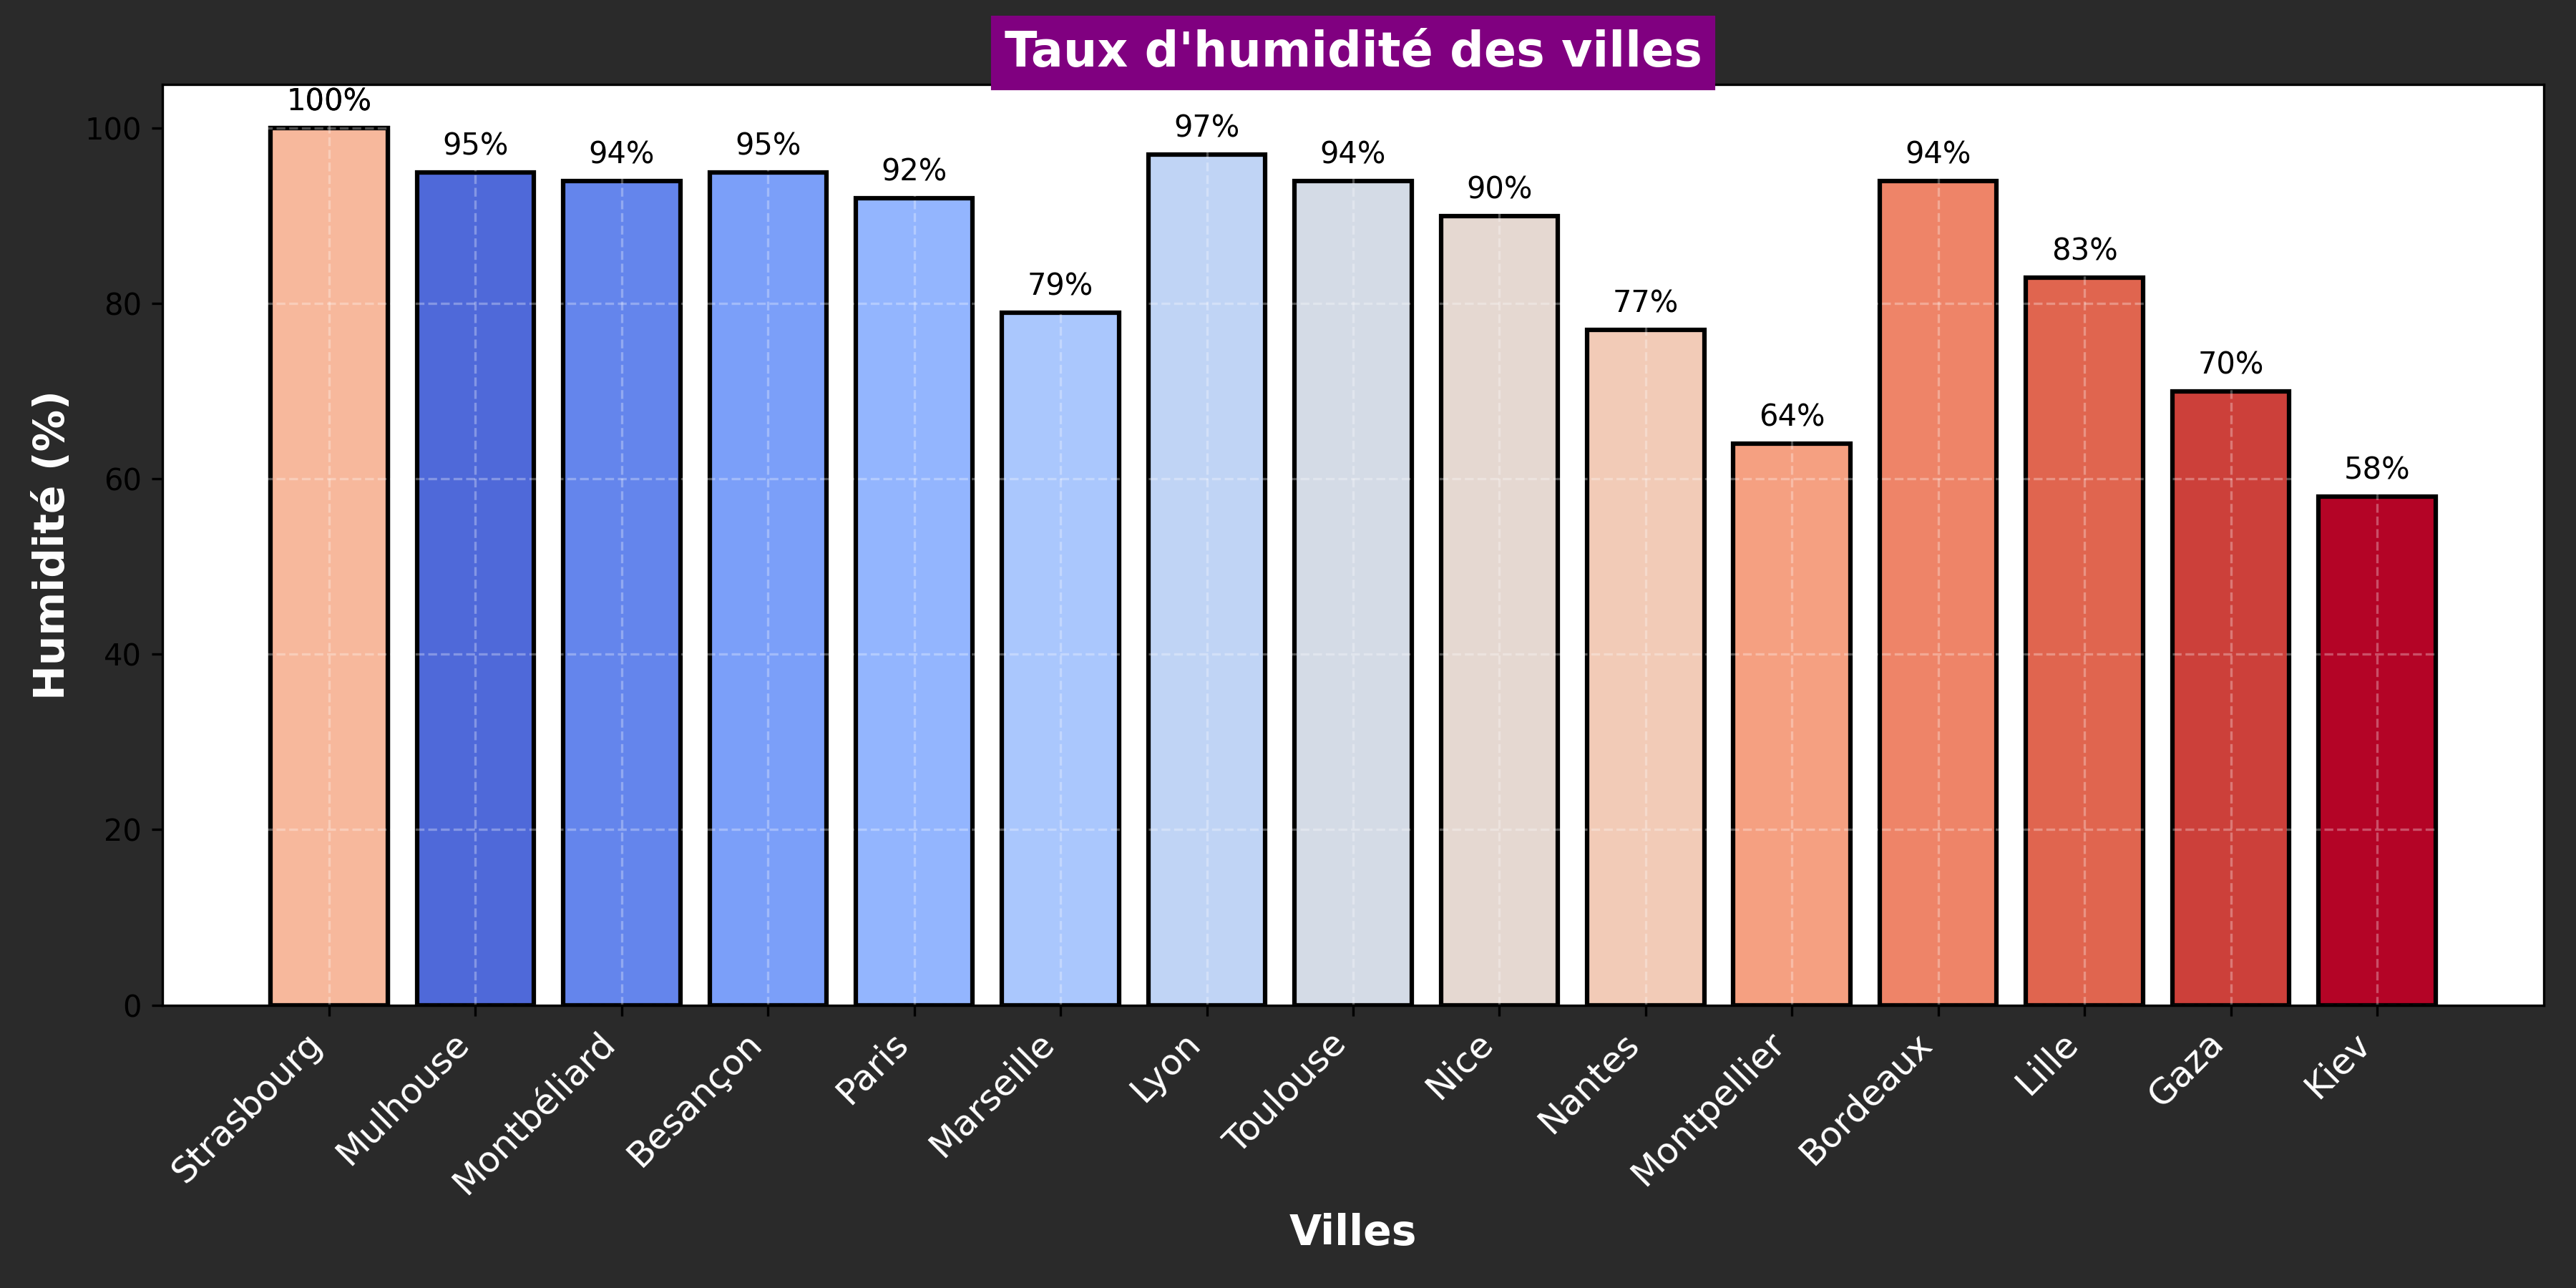 Taux d'humidité des villes
100%
95%
94%
95%
92%
79%
97%
94%
90%
77%
64%
94%
83%
70%
58%
Humidité (%)
100
80
60
40
20
0
Strasbourg
Mulhouse
Montbéliard
Besançon
Paris
Marseille
Lyon
Toulouse
Nice
Nantes
Montpellier
Bordeaux
Lille
Gaza
Kiev
Villes